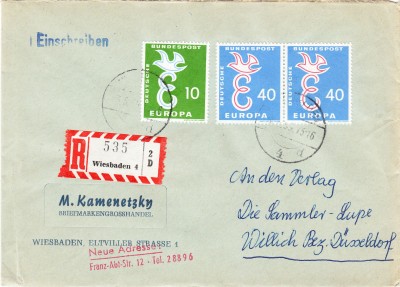 Einschreiben
DEUTSCHE BUNDESPOST
10
EUROPA
DEUTSCHE BUNDESPOST
40
EUROPA
DEUTSCHE BUNDESPOST
40
EUROPA
R
535
Wiesbaden 4
2
D
4 d
M. Kamenetzky
BRIEFMARKENGROSSHANDEL
WIESBADEN, ELTVILLER STRASSE 1
Neue Adresse:
Franz-Abt-Str. 12 - Tel. 28896
An den Verlag
Die Sammler-Lupe
Willich Bez. Düsseldorf